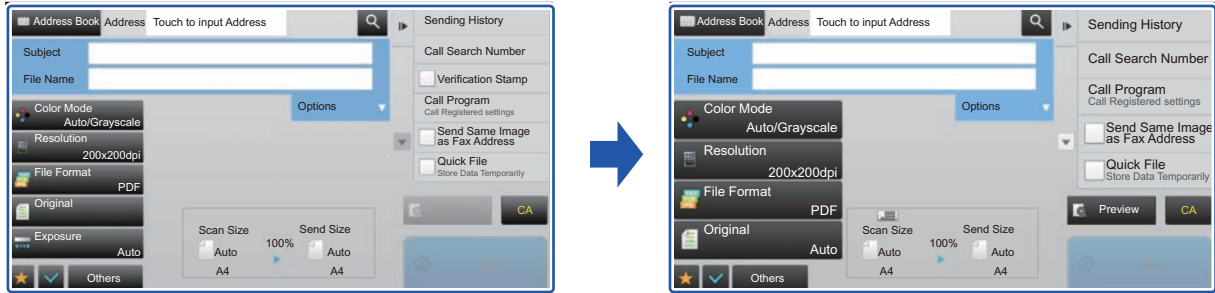 Address Book Address Touch to input Address
Subject
File Name
Options
Color Mode
Auto/Grayscale
Resolution
200x200dpi
File Format
PDF
Original
Exposure
Auto
Others
Scan Size
Auto
A4
100%
Send Size
Auto
A4
Sending History
Call Search Number
Verification Stamp
Call Program
Call Registered settings
Send Same Image
as Fax Address
Quick File
Store Data Temporarily
CA
Address Book Address Touch to input Address
Subject
File Name
Options
Color Mode
Auto/Grayscale
Resolution
200x200dpi
File Format
PDF
Original
Auto
Others
Scan Size
Auto
A4
100%
Send Size
Auto
A4
Sending History
Call Search Number
Call Program
Call Registered settings
Send Same Image
as Fax Address
Quick File
Store Data Temporarily
Preview
CA